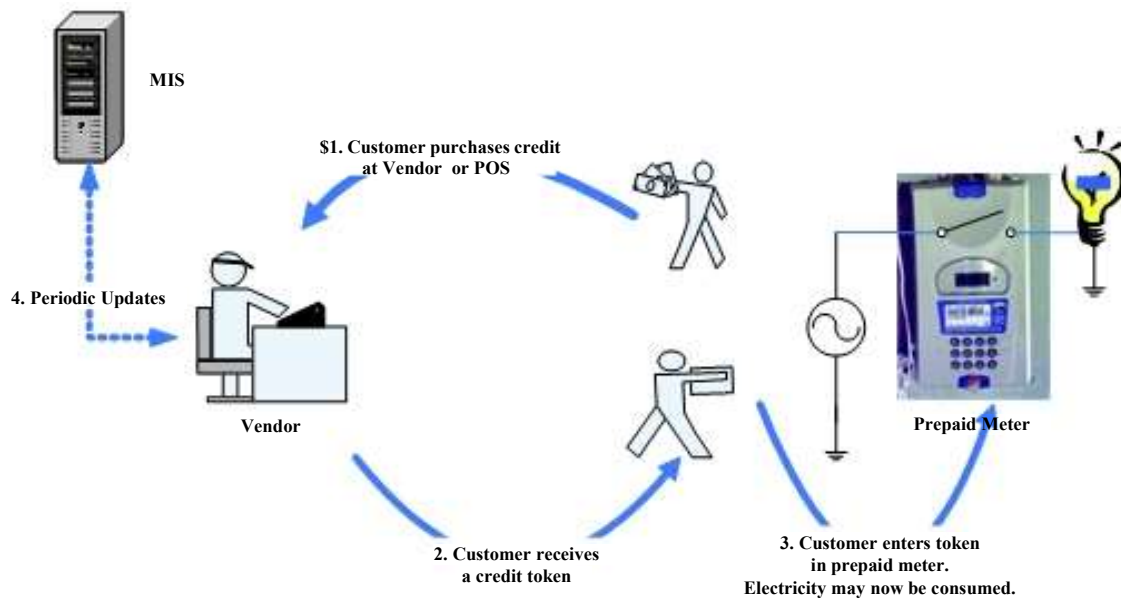 MIS
$1. Customer purchases credit
at Vendor or POS
4. Periodic Updates
Vendor
Prepaid Meter
2. Customer receives
a credit token
3. Customer enters token
in prepaid meter.
Electricity may now be consumed.